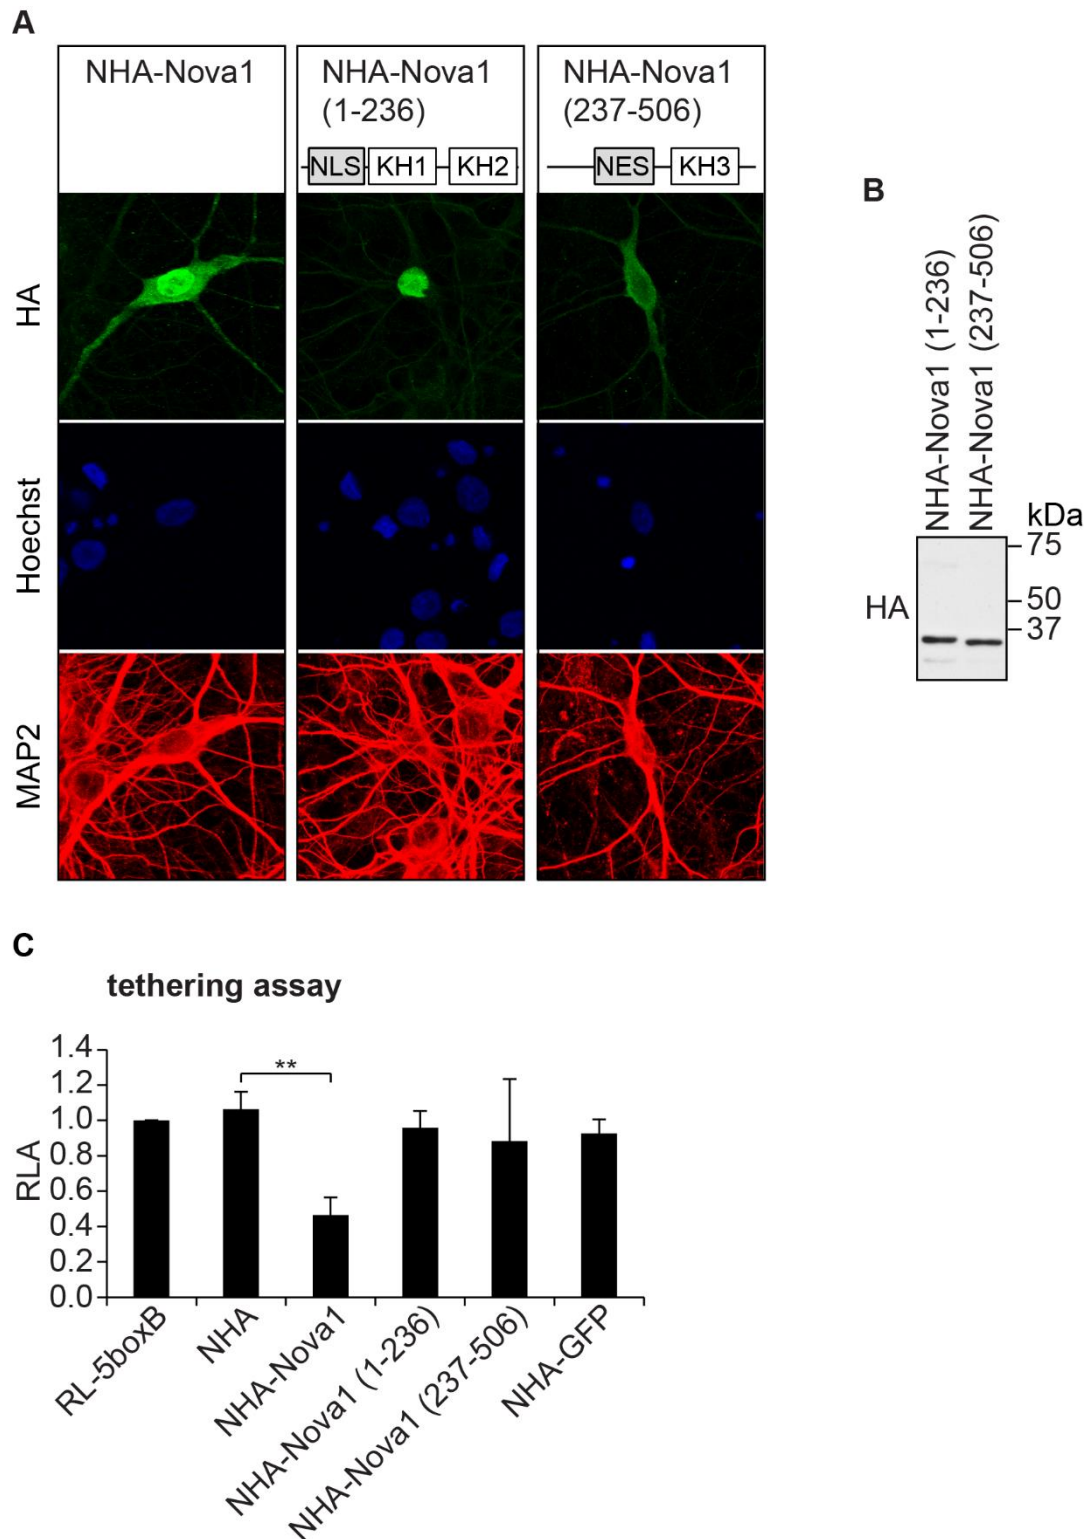 A
NHA-Nova1
NHA-Nova1
(1-236)
NLS KH1 KH2
NHA-Nova1
(237-506)
NES KH3
HA
Hoechst
MAP2
B
NHA-Nova1 (1-236)
NHA-Nova1 (237-506)
kDa
75
50
37
HA
C
tethering assay
RLA
1.4
1.2
1.0
0.8
0.6
0.4
0.2
0.0
**
RL-5boxB
NHA
NHA-Nova1
NHA-Nova1 (1-236)
NHA-Nova1 (237-506)
NHA-GFP